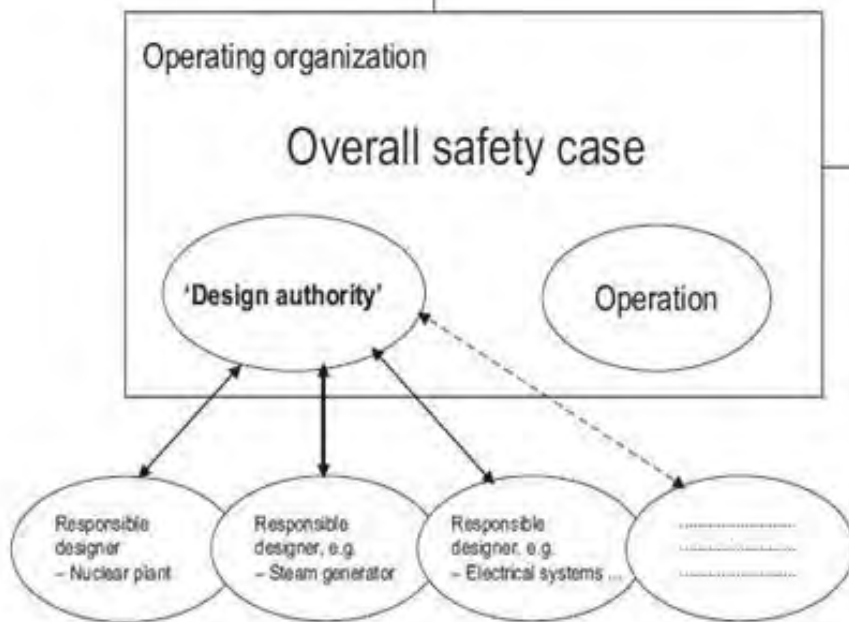 Operating organization
Overall safety case
‘Design authority’
Operation
Responsible
designer
– Nuclear plant
Responsible
designer, e.g.
– Steam generator
Responsible
designer, e.g.
– Electrical systems ...